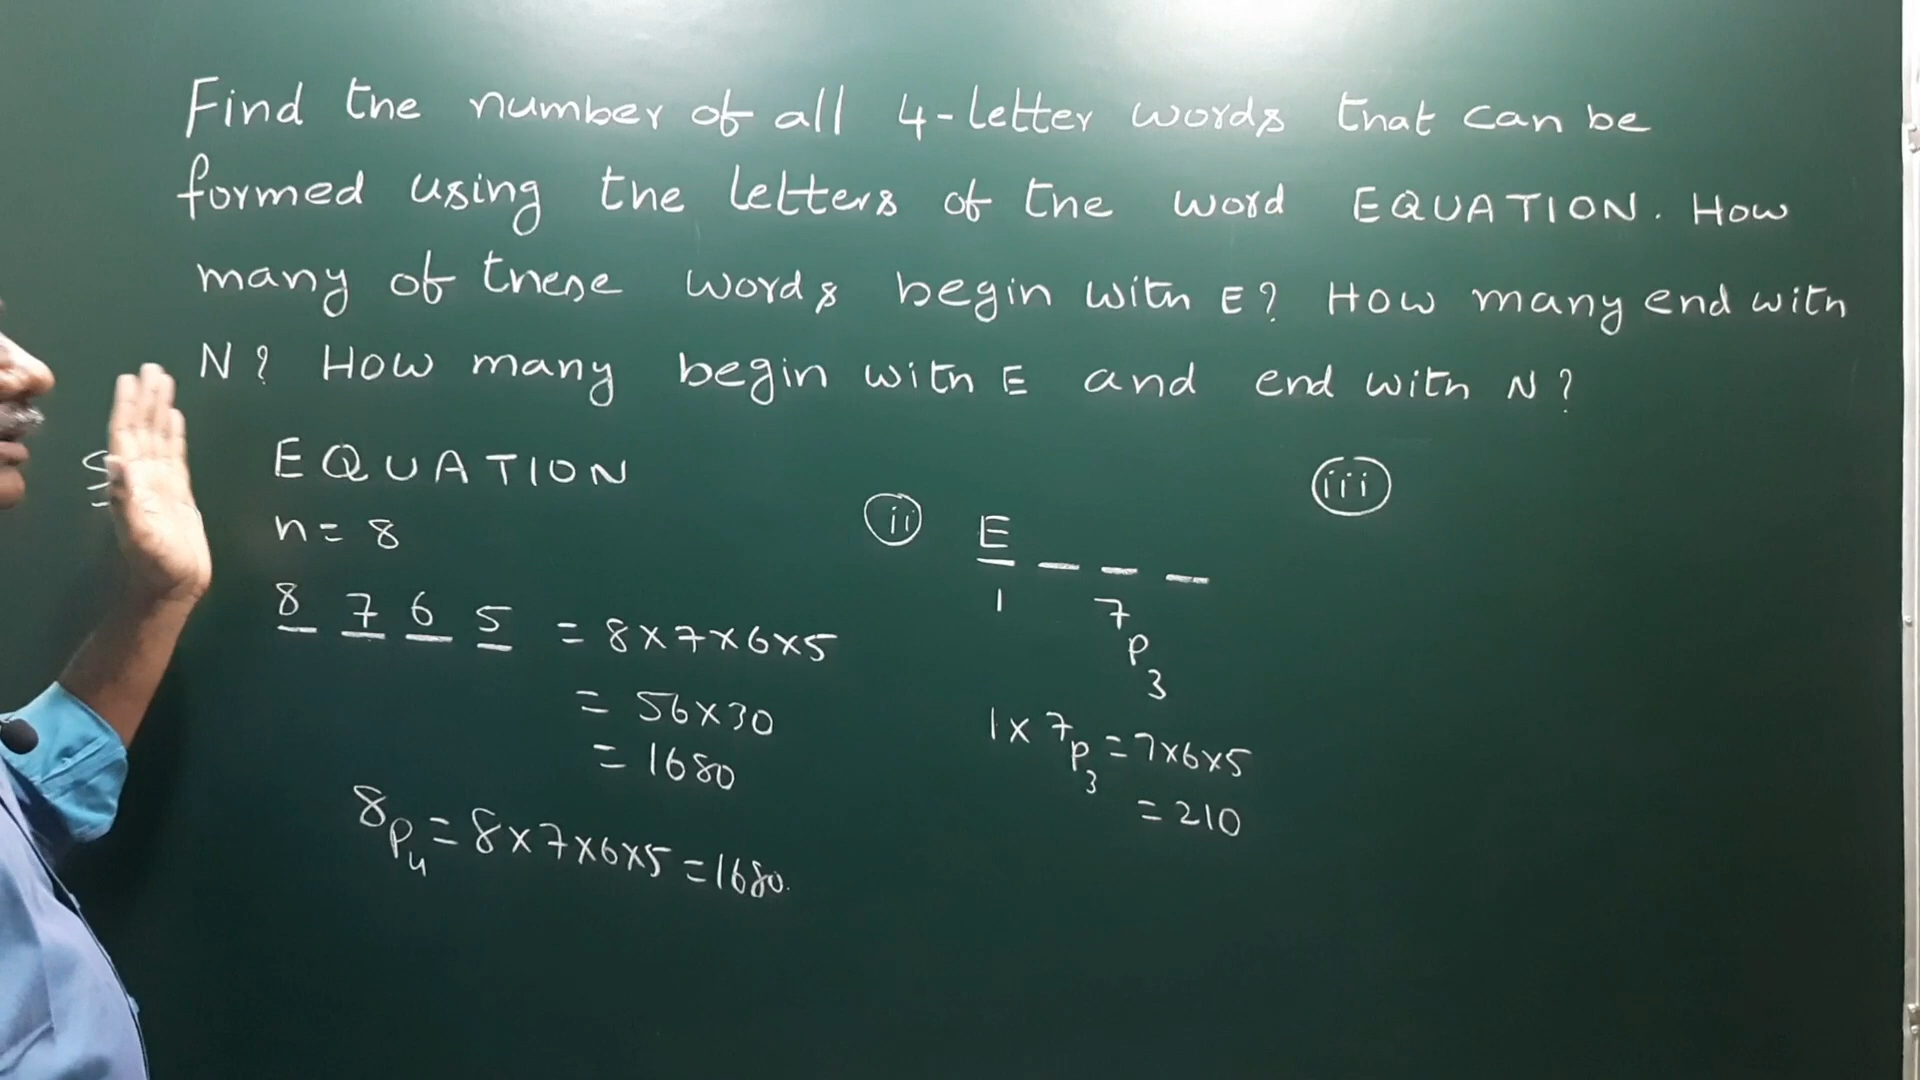 Find the number of all 4-letter words that can be
formed using the letters of the word EQUATION. How
many of these words begin with E? How many end with
N? How many begin with E and end with N?
EQUATION
n = 8
8 7 6 5 = 8×7×6×5
= 56×30
= 1680
8P4 = 8×7×6×5 = 1680.
(ii) E _ _ _
1 7P3
1× 7P3 = 7×6×5
= 210
(iii)